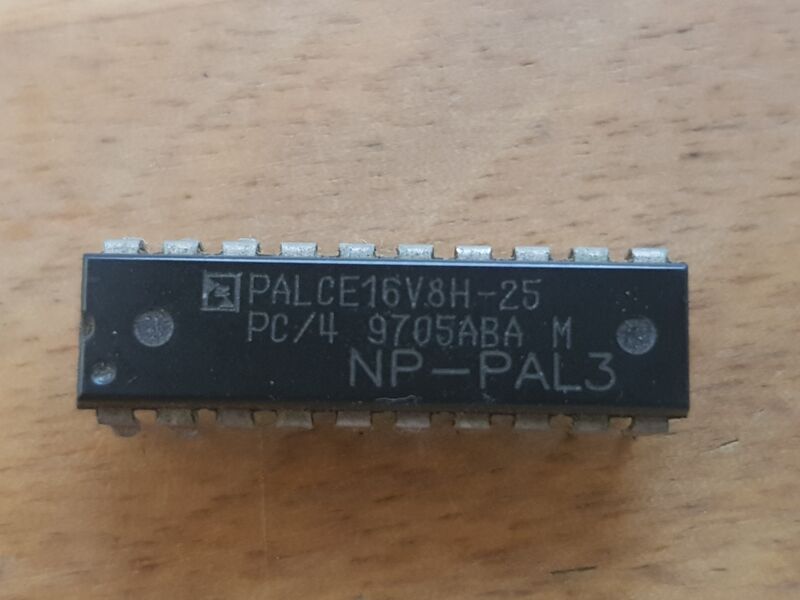 PALCE16V8H-25
PC/4 9705ABA M
NP-PAL3